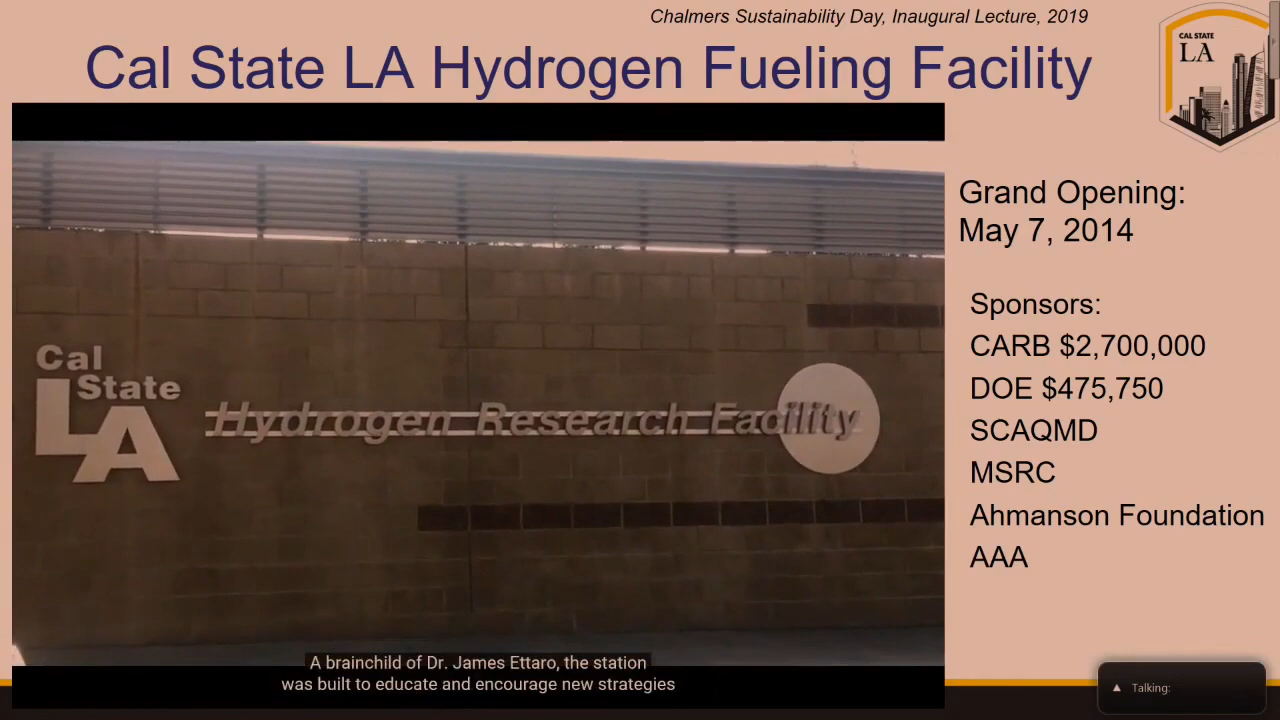 Chalmers Sustainability Day, Inaugural Lecture, 2019
Cal State LA Hydrogen Fueling Facility
CAL STATE
LA
Grand Opening:
May 7, 2014
Sponsors:
CARB $2,700,000
DOE $475,750
SCAQMD
MSRC
Ahmanson Foundation
AAA
Cal
State
LA
Hydrogen Research Facility
A brainchild of Dr. James Ettaro, the station
was built to educate and encourage new strategies
Talking: